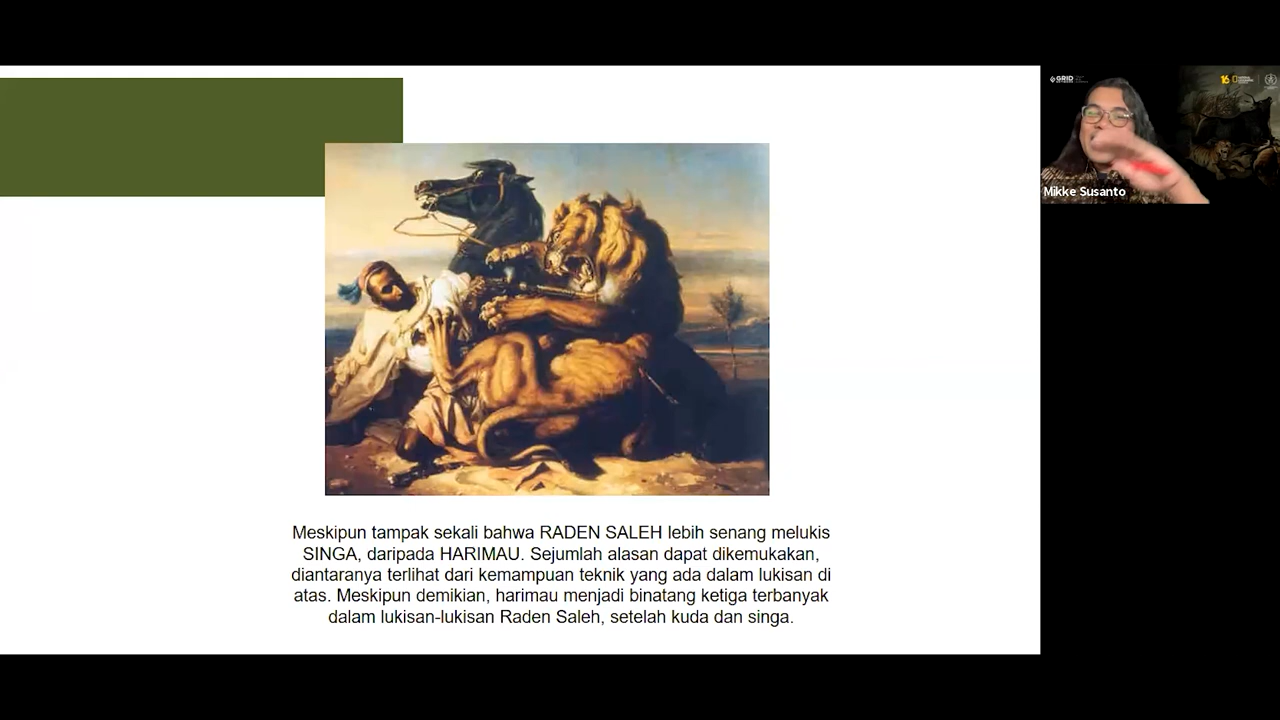 GRID
16
Mikke Susanto
Meskipun tampak sekali bahwa RADEN SALEH lebih senang melukis
SINGA, daripada HARIMAU. Sejumlah alasan dapat dikemukakan,
diantaranya terlihat dari kemampuan teknik yang ada dalam lukisan di
atas. Meskipun demikian, harimau menjadi binatang ketiga terbanyak
dalam lukisan-lukisan Raden Saleh, setelah kuda dan singa.